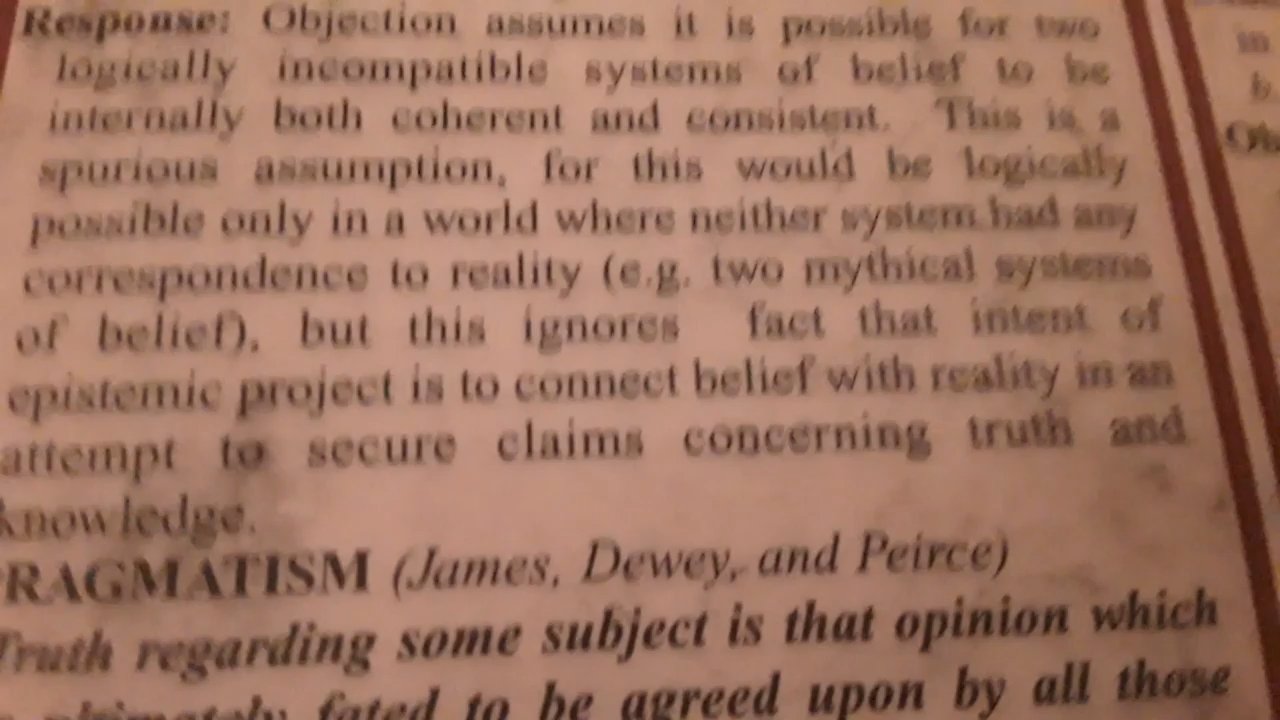 Response: Objection assumes it is possible for two
logically incompatible systems of belief to be
internally both coherent and consistent. This is a
spurious assumption, for this would be logically
possible only in a world where neither system had any
correspondence to reality (e.g. two mythical systems
of belief), but this ignores fact that intent of
epistemic project is to connect belief with reality in an
attempt to secure claims concerning truth and
knowledge.
RAGMATISM (James, Dewey, and Peirce)
Truth regarding some subject is that opinion which
ultimately fated to be agreed upon by all those
in
b.
Ob